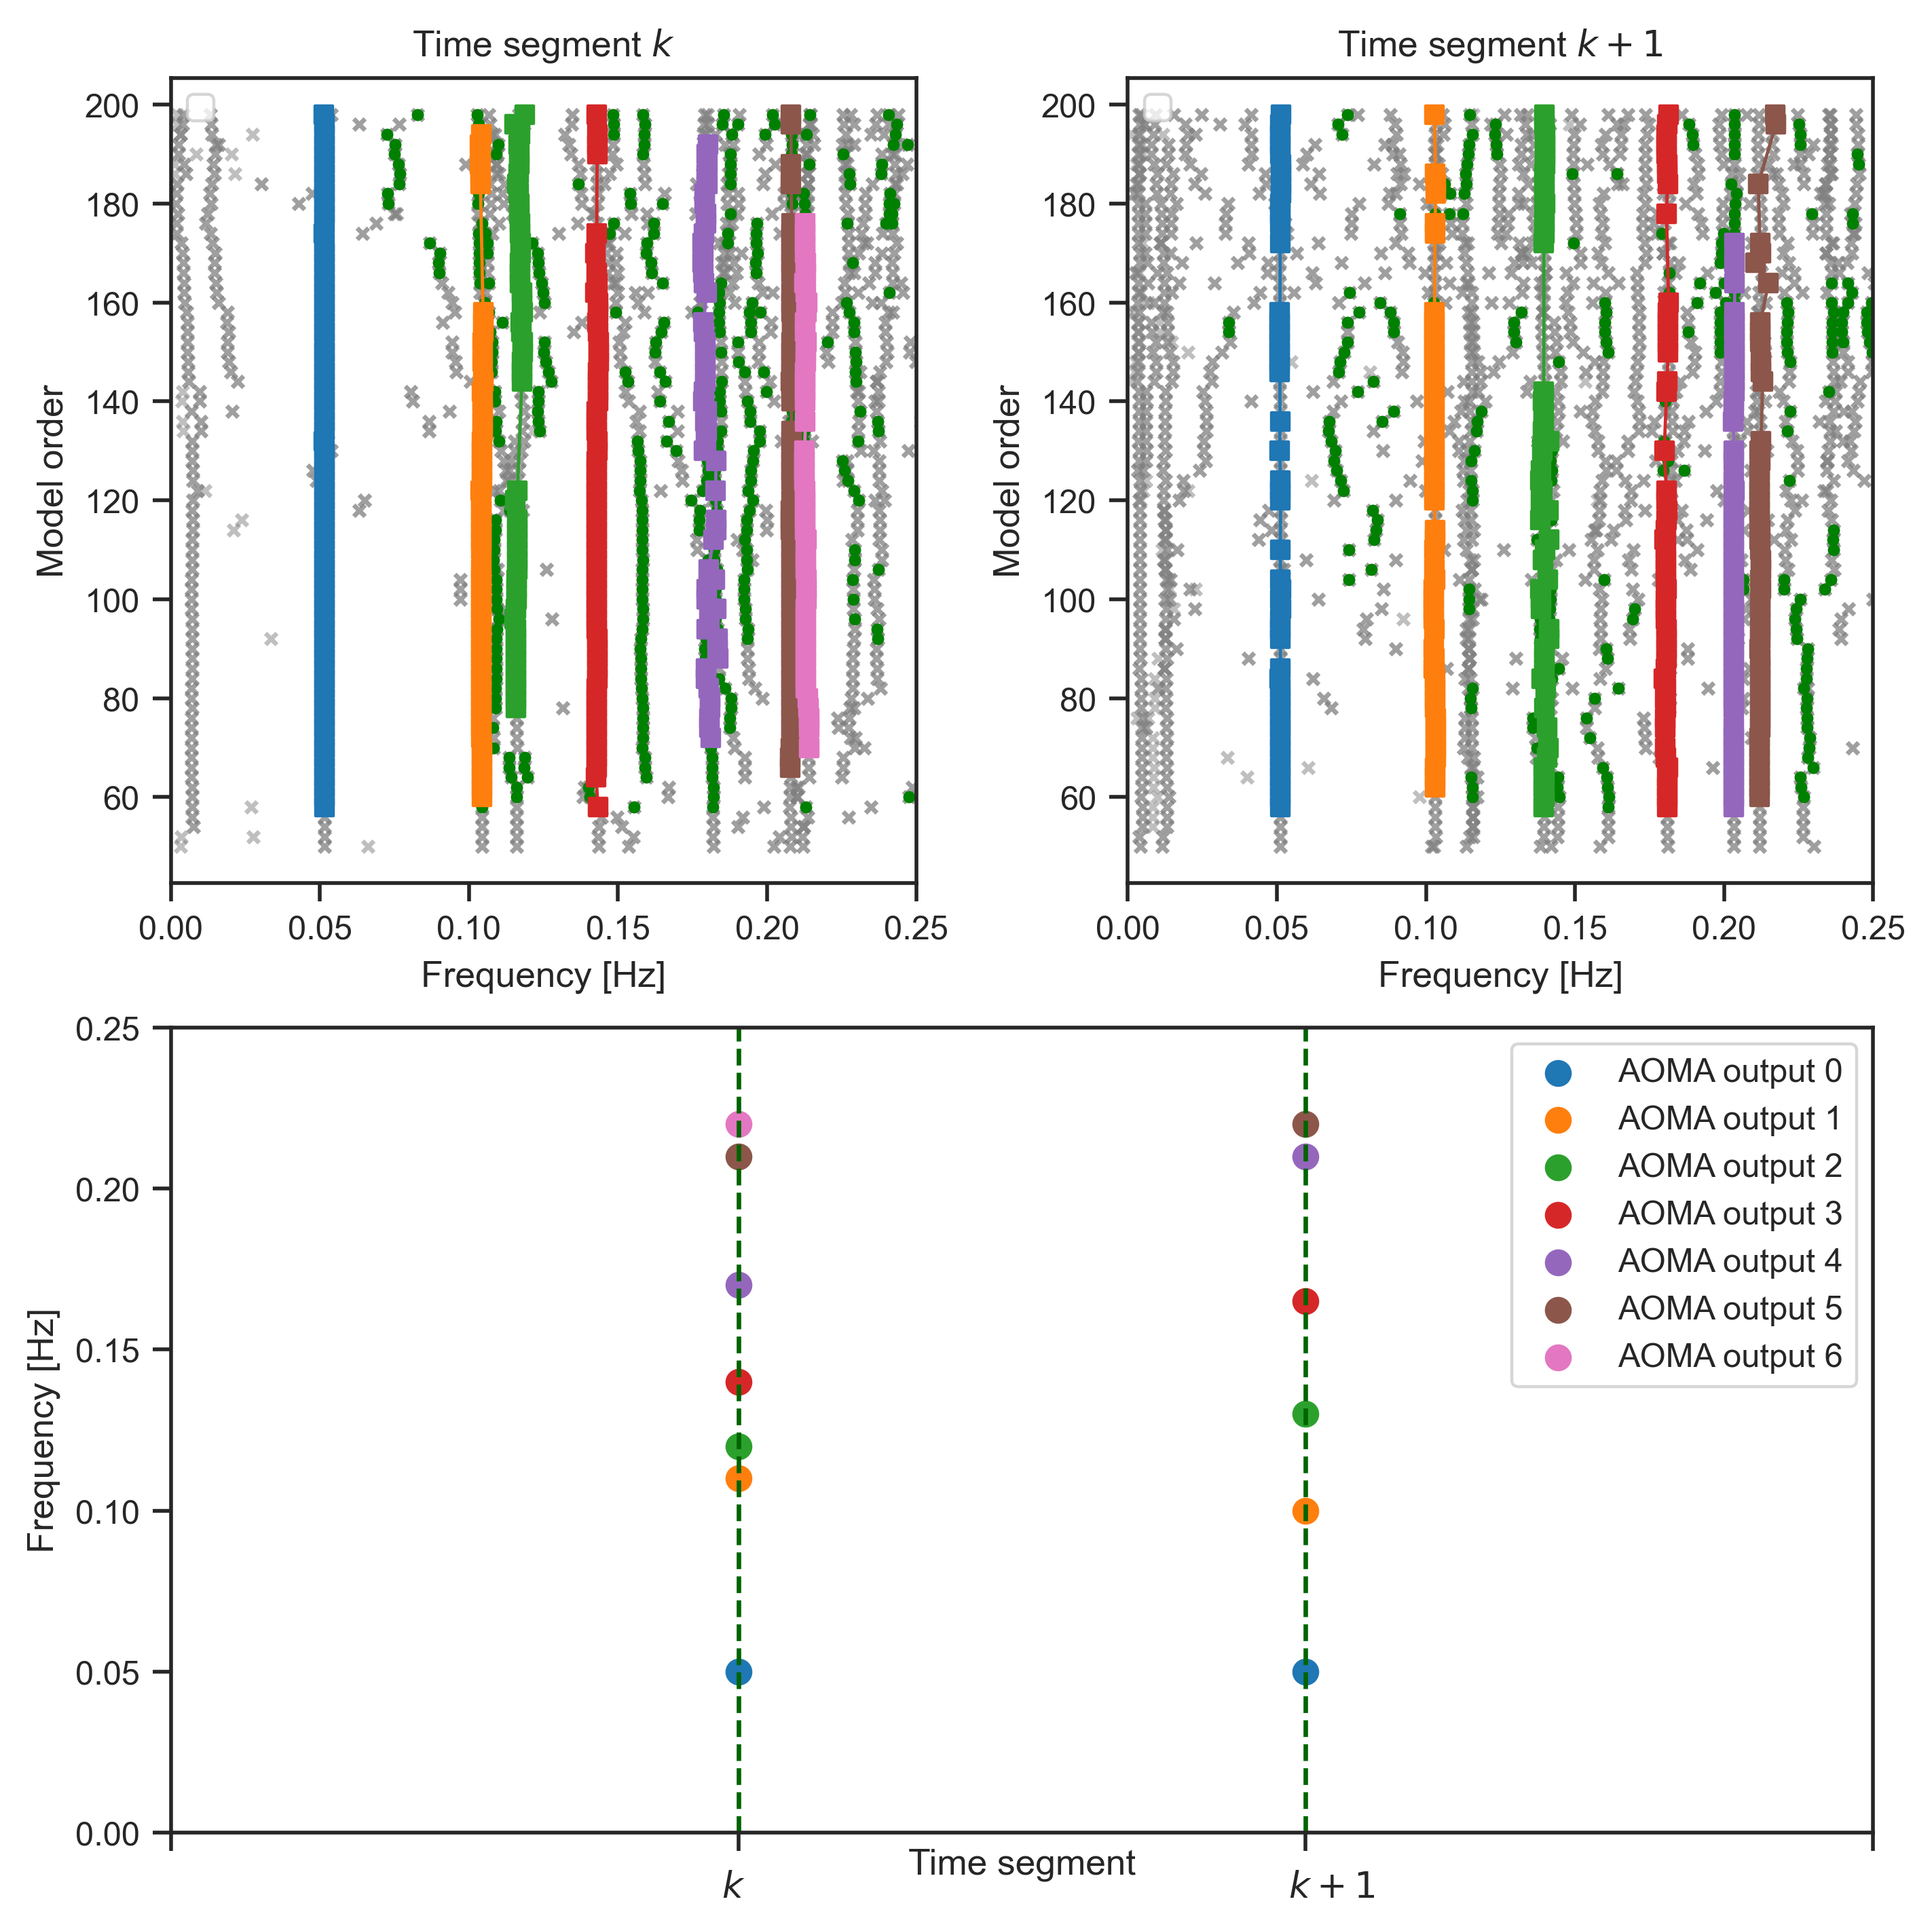 Time segment k
Time segment k + 1
200
180
160
140
120
100
80
60
Model order
0.00 0.05 0.10 0.15 0.20 0.25
Frequency [Hz]
200
180
160
140
120
100
80
60
Model order
0.00 0.05 0.10 0.15 0.20 0.25
Frequency [Hz]
0.25
0.20
0.15
0.10
0.05
0.00
Frequency [Hz]
AOMA output 0
AOMA output 1
AOMA output 2
AOMA output 3
AOMA output 4
AOMA output 5
AOMA output 6
Time segment
k
k + 1